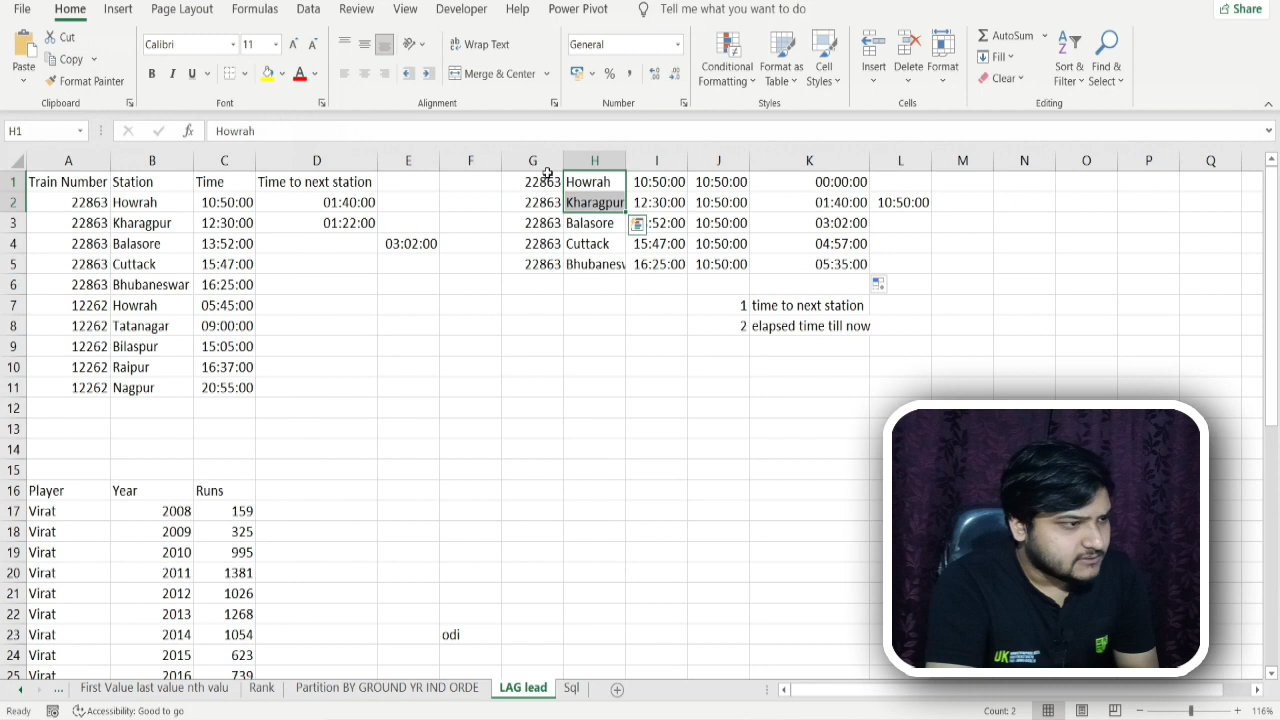 File Home Insert Page Layout Formulas Data Review View Developer Help Power Pivot Tell me what you want to do Share
Paste Cut Copy Format Painter Clipboard
Calibri 11 B I U A Font
Wrap Text Merge & Center Alignment
General % , Number
Conditional Formatting Format as Table Cell Styles Styles
Insert Delete Format Cells
AutoSum Fill Clear Sort & Filter Find & Select Editing
H1 fx Howrah
A B C D E F G H I J K L M N O P Q
1 Train Number Station Time Time to next station 22863 Howrah 10:50:00 10:50:00 00:00:00
2 22863 Howrah 10:50:00 01:40:00 22863 Kharagpur 12:30:00 10:50:00 01:40:00 10:50:00
3 22863 Kharagpur 12:30:00 01:22:00 22863 Balasore :52:00 10:50:00 03:02:00
4 22863 Balasore 13:52:00 03:02:00 22863 Cuttack 15:47:00 10:50:00 04:57:00
5 22863 Cuttack 15:47:00 22863 Bhubanesv 16:25:00 10:50:00 05:35:00
6 22863 Bhubaneswar 16:25:00
7 12262 Howrah 05:45:00 1 time to next station
8 12262 Tatanagar 09:00:00 2 elapsed time till now
9 12262 Bilaspur 15:05:00
10 12262 Raipur 16:37:00
11 12262 Nagpur 20:55:00
12
13
14
15
16 Player Year Runs
17 Virat 2008 159
18 Virat 2009 325
19 Virat 2010 995
20 Virat 2011 1381
21 Virat 2012 1026
22 Virat 2013 1268
23 Virat 2014 1054 odi
24 Virat 2015 623
25 Virat 2016 739
... First Value last value nth valu Rank Partition BY GROUND YR IND ORDE LAG lead Sql
Ready Accessibility: Good to go Count: 2 116%